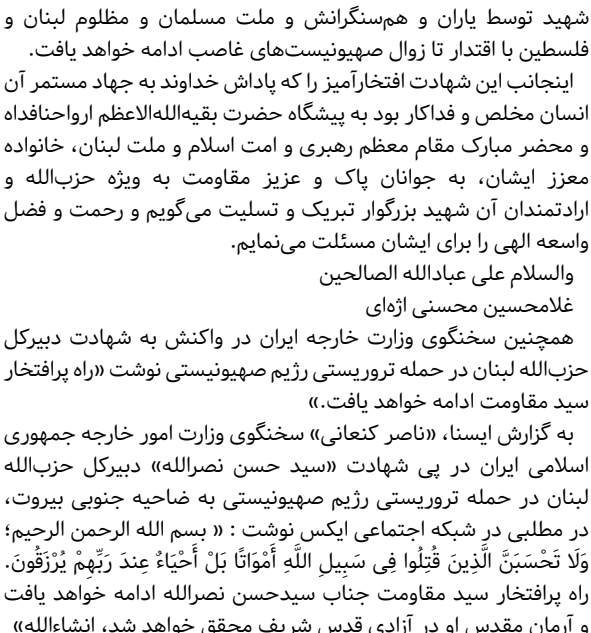 شهید توسط یاران و هم‌سنگرانش و ملت مسلمان و مظلوم لبنان و
فلسطین با اقتدار تا زوال صهیونیست‌های غاصب ادامه خواهد یافت.
اینجانب این شهادت افتخارآمیز را که پاداش خداوند به جهاد مستمر آن
انسان مخلص و فداکار بود به پیشگاه حضرت بقیه‌الله‌الاعظم ارواحنافداه
و محضر مبارک مقام معظم رهبری و امت اسلام و ملت لبنان، خانواده
معزز ایشان، به جوانان پاک و عزیز مقاومت به ویژه حزب‌الله و
ارادتمندان آن شهید بزرگوار تبریک و تسلیت می‌گویم و رحمت و فضل
واسعه الهی را برای ایشان مسئلت می‌نمایم.
والسلام علی عبادالله الصالحین
غلامحسین محسنی اژه‌ای
همچنین سخنگوی وزارت خارجه ایران در واکنش به شهادت دبیرکل
حزب‌الله لبنان در حمله تروریستی رژیم صهیونیستی نوشت «راه پرافتخار
سید مقاومت ادامه خواهد یافت.»
به گزارش ایسنا، «ناصر کنعانی» سخنگوی وزارت امور خارجه جمهوری
اسلامی ایران در پی شهادت «سید حسن نصرالله» دبیرکل حزب‌الله
لبنان در حمله تروریستی رژیم صهیونیستی به ضاحیه جنوبی بیروت،
در مطلبی در شبکه اجتماعی ایکس نوشت : « بسم الله الرحمن الرحیم؛
وَلَا تَحْسَبَنَّ الَّذِينَ قُتِلُوا فِی سَبِيلِ اللَّهِ أَمْوَاتًا بَلْ أَحْيَاءٌ عِندَ رَبِّهِمْ يُرْزَقُونَ.
راه پرافتخار سید مقاومت جناب سیدحسن نصرالله ادامه خواهد یافت
و آرمان مقدس او در آزادی قدس شریف محقق خواهد شد، انشاءالله»